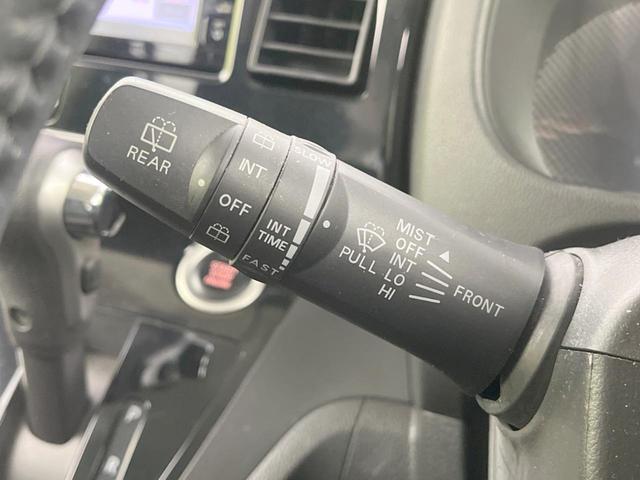 REAR
INT
OFF
SLOW
INT
TIME
FAST
MIST
OFF
INT
PULL LO
HI
FRONT
P